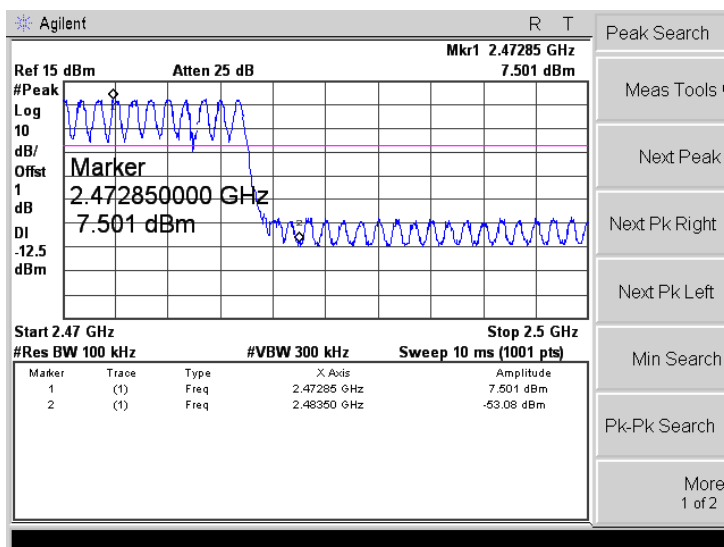 Agilent R T
Mkr1 2.47285 GHz
Ref 15 dBm Atten 25 dB 7.501 dBm
#Peak
Log
10
dB/
Offst
1
dB
DI
-12.5
dBm
Marker
2.472850000 GHz
7.501 dBm
Start 2.47 GHz Stop 2.5 GHz
#Res BW 100 kHz #VBW 300 kHz Sweep 10 ms (1001 pts)
Marker Trace Type X Axis Amplitude
1 (1) Freq 2.47285 GHz 7.501 dBm
2 (1) Freq 2.48350 GHz -53.08 dBm
Peak Search
Meas Tools
Next Peak
Next Pk Right
Next Pk Left
Min Search
Pk-Pk Search
More
1 of 2